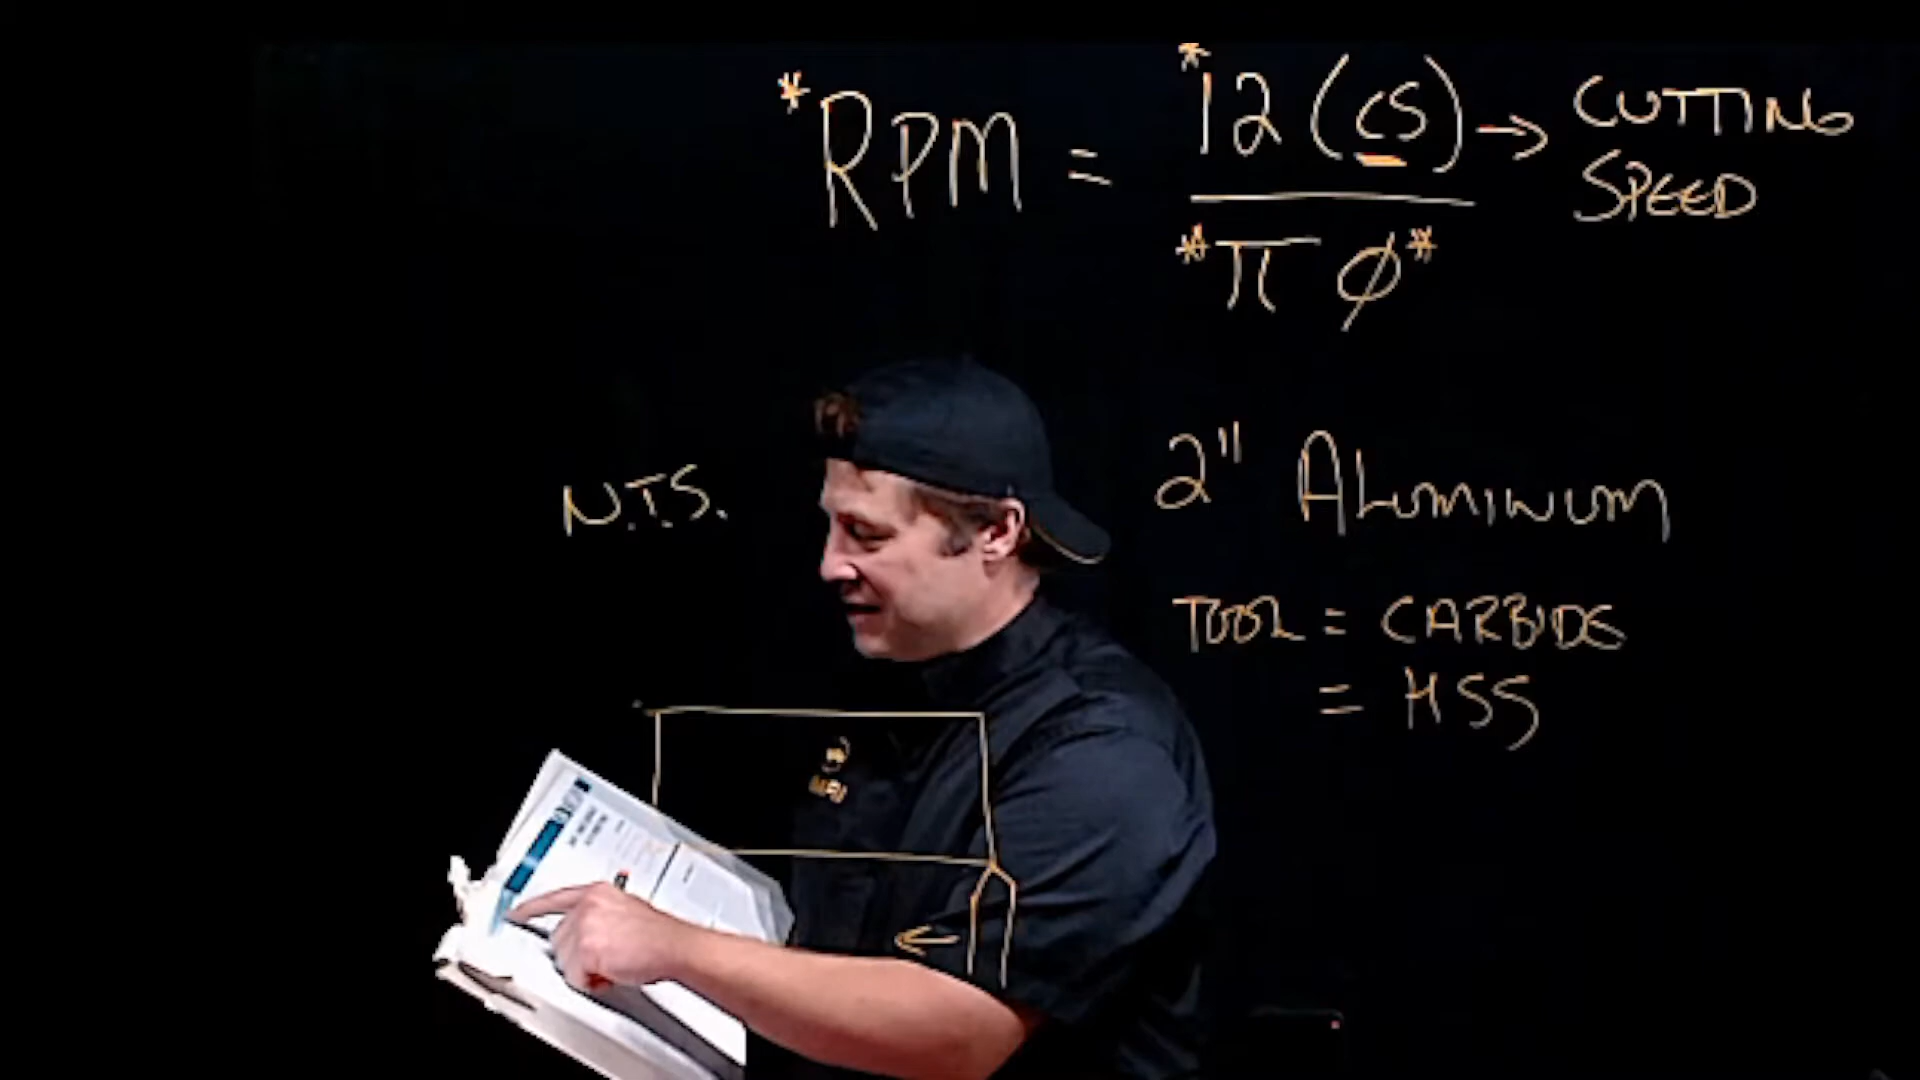 *RPM = *12 (CS) → CUTTING SPEED
*π φ*
N.T.S.
2" ALUMINUM
TOOL = CARBIDE
= HSS